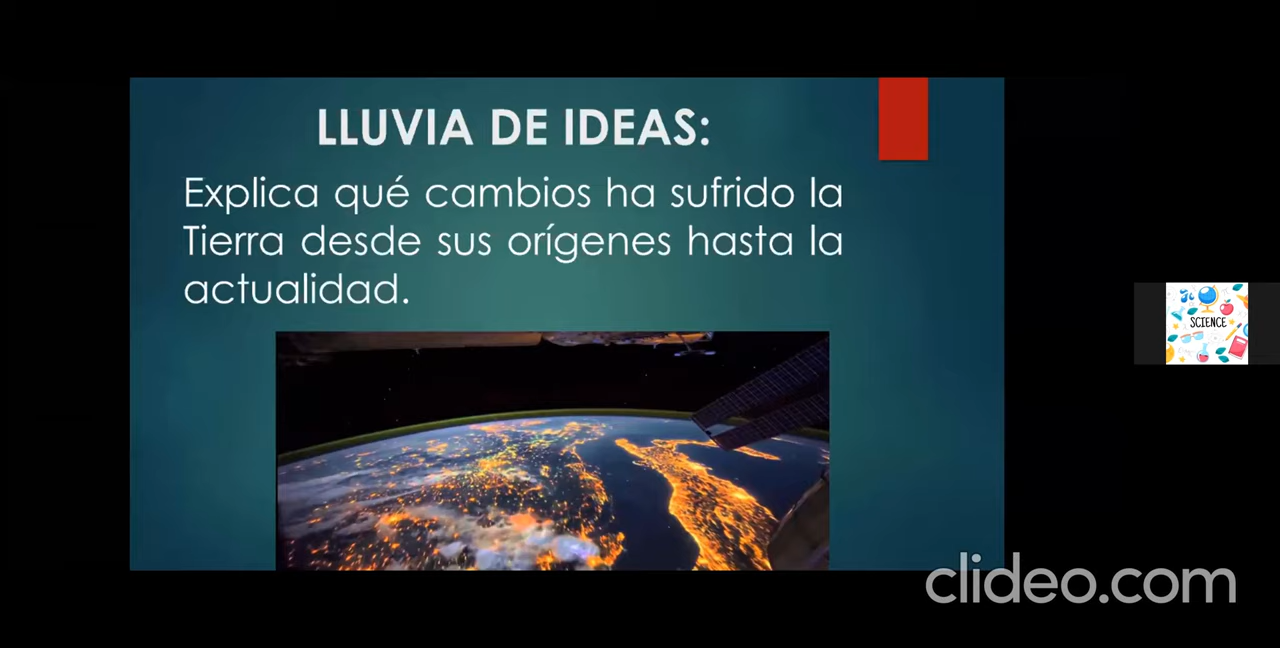 LLUVIA DE IDEAS:
Explica qué cambios ha sufrido la
Tierra desde sus orígenes hasta la
actualidad.
SCIENCE
clideo.com